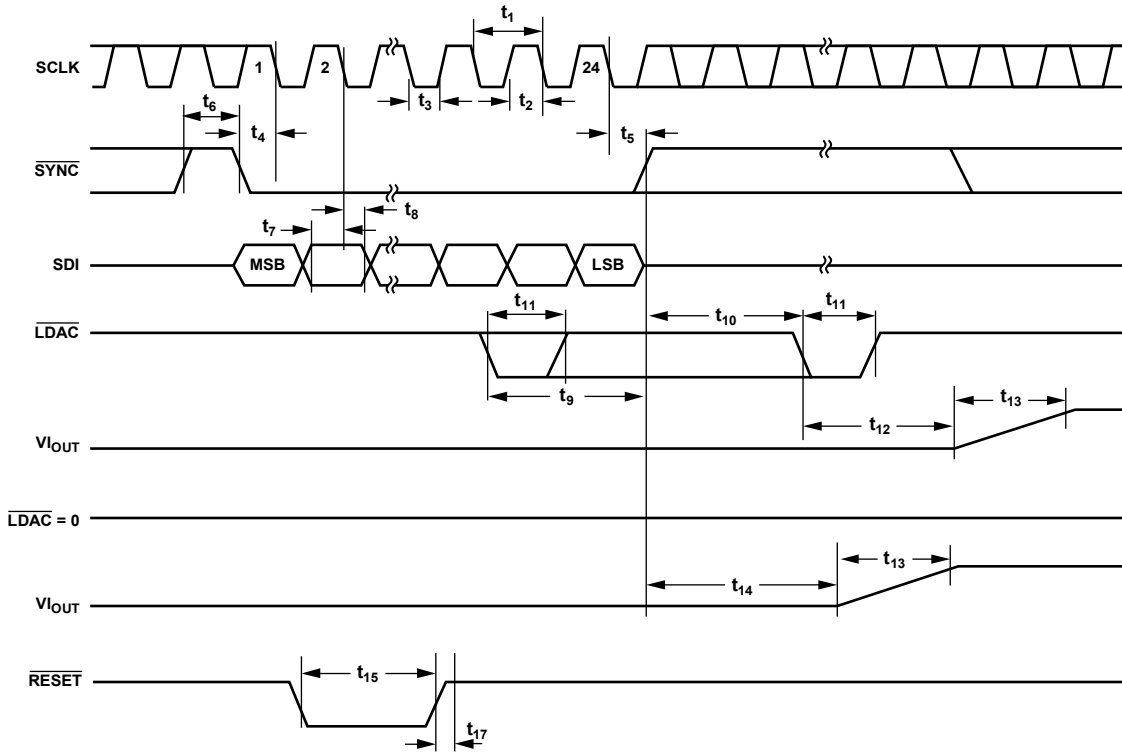 t1
SCLK
1
2
24
t6
t4
t3
t2
t5
SYNC
t7
t8
SDI
MSB
LSB
t11
t10
t11
LDAC
t9
t12
t13
VIOUT
LDAC = 0
t13
t14
VIOUT
RESET
t15
t17